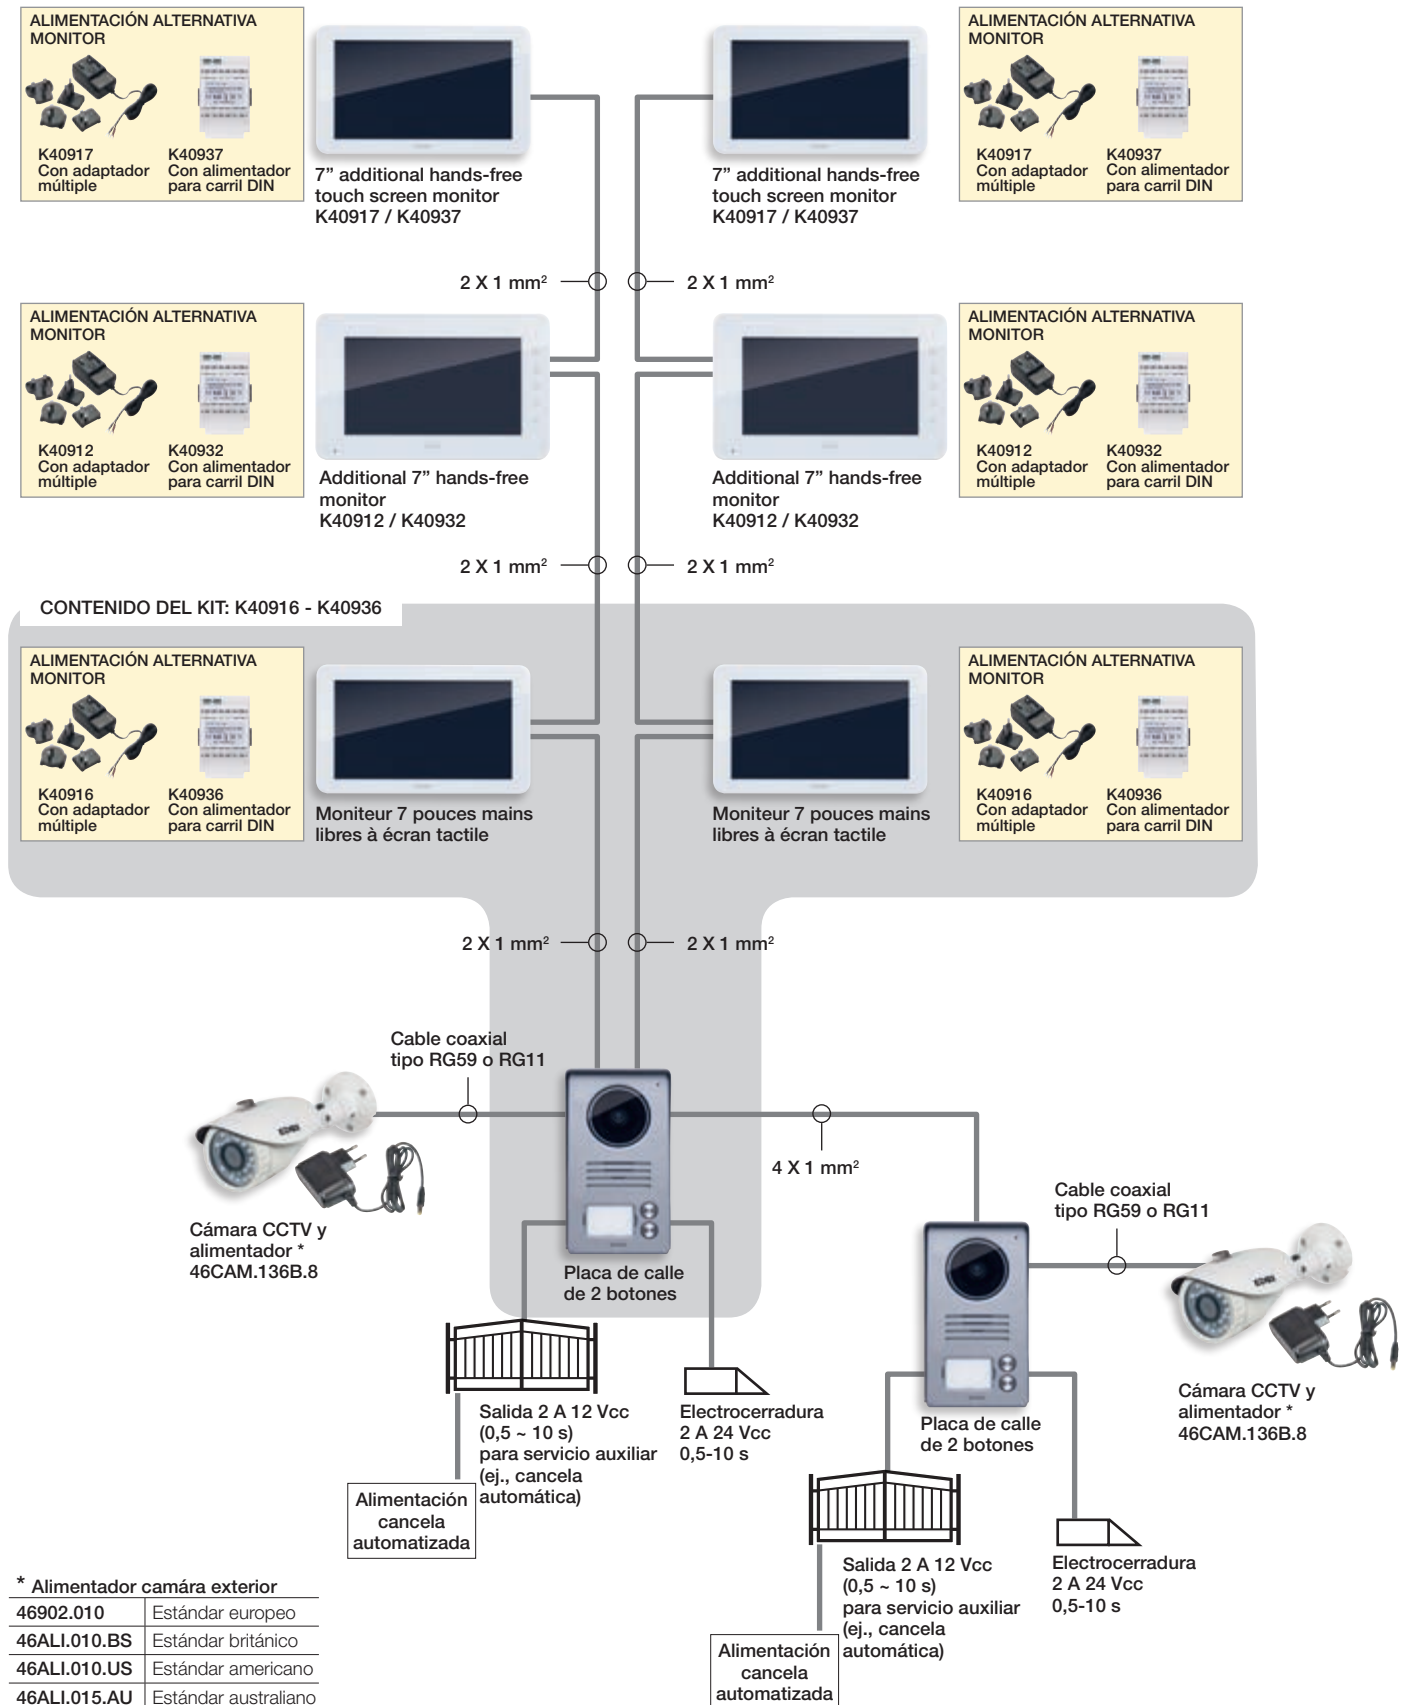 ALIMENTACIÓN ALTERNATIVA
MONITOR
K40917
Con adaptador
múltiple
K40937
Con alimentador
para carril DIN
7” additional hands-free
touch screen monitor
K40917 / K40937
7” additional hands-free
touch screen monitor
K40917 / K40937
ALIMENTACIÓN ALTERNATIVA
MONITOR
K40917
Con adaptador
múltiple
K40937
Con alimentador
para carril DIN
2 X 1 mm²
2 X 1 mm²
ALIMENTACIÓN ALTERNATIVA
MONITOR
K40912
Con adaptador
múltiple
K40932
Con alimentador
para carril DIN
Additional 7” hands-free
monitor
K40912 / K40932
Additional 7” hands-free
monitor
K40912 / K40932
ALIMENTACIÓN ALTERNATIVA
MONITOR
K40912
Con adaptador
múltiple
K40932
Con alimentador
para carril DIN
2 X 1 mm²
2 X 1 mm²
CONTENIDO DEL KIT: K40916 - K40936
ALIMENTACIÓN ALTERNATIVA
MONITOR
K40916
Con adaptador
múltiple
K40936
Con alimentador
para carril DIN
Moniteur 7 pouces mains
libres à écran tactile
Moniteur 7 pouces mains
libres à écran tactile
ALIMENTACIÓN ALTERNATIVA
MONITOR
K40916
Con adaptador
múltiple
K40936
Con alimentador
para carril DIN
2 X 1 mm²
2 X 1 mm²
Cable coaxial
tipo RG59 o RG11
4 X 1 mm²
Cable coaxial
tipo RG59 o RG11
Cámara CCTV y
alimentador *
46CAM.136B.8
Placa de calle
de 2 botones
Salida 2 A 12 Vcc
(0,5 ~ 10 s)
para servicio auxiliar
(ej., cancela
automática)
Electrocerradura
2 A 24 Vcc
0,5-10 s
Alimentación
cancela
automatizada
Placa de calle
de 2 botones
Cámara CCTV y
alimentador *
46CAM.136B.8
Salida 2 A 12 Vcc
(0,5 ~ 10 s)
para servicio auxiliar
(ej., cancela
automática)
Electrocerradura
2 A 24 Vcc
0,5-10 s
Alimentación
cancela
automatizada
* Alimentador camára exterior
46902.010 Estándar europeo
46ALI.010.BS Estándar británico
46ALI.010.US Estándar americano
46ALI.015.AU Estándar australiano